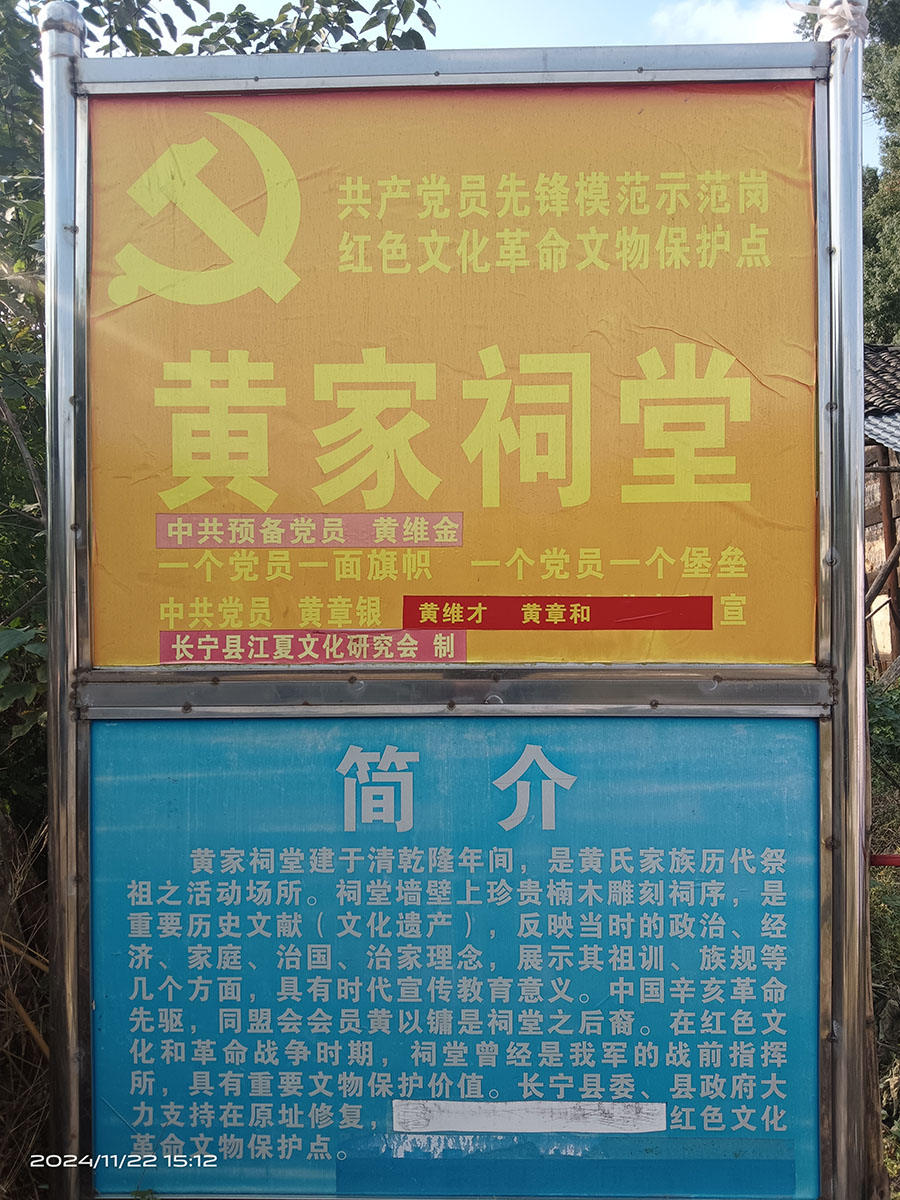 共产党员先锋模范示范岗
红色文化革命文物保护点
黄家祠堂
中共预备党员 黄维金
一个党员一面旗帜 一个党员一个堡垒
中共党员 黄章银 黄维才 黄章和 宣
长宁县江夏文化研究会 制
简 介
黄家祠堂建于清乾隆年间，是黄氏家族历代祭
祖之活动场所。祠堂墙壁上珍贵楠木雕刻祠序，是
重要历史文献（文化遗产），反映当时的政治、经
济、家庭、治国、治家理念，展示其祖训、族规等
几个方面，具有时代宣传教育意义。中国辛亥革命
先驱，同盟会会员黄以镛是祠堂之后裔。在红色文
化和革命战争时期，祠堂曾经是我军的战前指挥
所，具有重要文物保护价值。长宁县委、县政府大
力支持在原址修复，红色文化
革命文物保护点。
2024/11/22 15:12